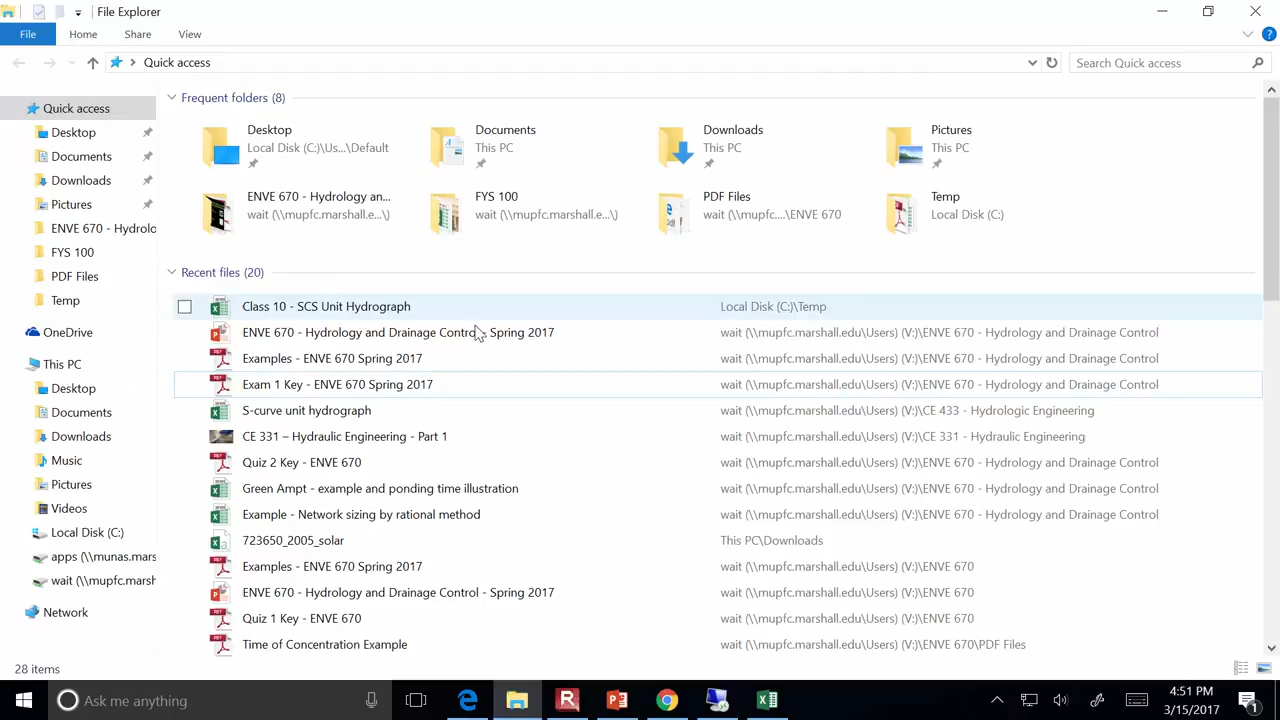 File Explorer
File Home Share View
Quick access
Search Quick access
Quick access
Desktop
Documents
Downloads
Pictures
ENVE 670 - Hydrolo
FYS 100
PDF Files
Temp
OneDrive
This PC
Desktop
Documents
Downloads
Music
Pictures
Videos
Local Disk (C:)
apps (\\munas.mars
wait (\\mupfc.marsh
Network
Frequent folders (8)
Desktop
Local Disk (C:)\Us...\Default
Documents
This PC
Downloads
This PC
Pictures
This PC
ENVE 670 - Hydrology an...
wait (\\mupfc.marshall.e...\)
FYS 100
wait (\\mupfc.marshall.e...\)
PDF Files
wait (\\mupfc....\ENVE 670
Temp
Local Disk (C:)
Recent files (20)
Class 10 - SCS Unit Hydrograph Local Disk (C:)\Temp
ENVE 670 - Hydrology and Drainage Control - Spring 2017 wait (\\mupfc.marshall.edu\Users) (V:)\ENVE 670 - Hydrology and Drainage Control
Examples - ENVE 670 Spring 2017 wait (\\mupfc.marshall.edu\Users) (V:)\ENVE 670 - Hydrology and Drainage Control
Exam 1 Key - ENVE 670 Spring 2017 wait (\\mupfc.marshall.edu\Users) (V:)\ENVE 670 - Hydrology and Drainage Control
S-curve unit hydrograph wait (\\mupfc.marshall.edu\Users) (V:)\CE 433 - Hydrologic Engineering
CE 331 – Hydraulic Engineering - Part 1 wait (\\mupfc.marshall.edu\Users) (V:)\CE 331 - Hydraulic Engineering
Quiz 2 Key - ENVE 670 wait (\\mupfc.marshall.edu\Users) (V:)\ENVE 670 - Hydrology and Drainage Control
Green Ampt - example and ponding time illustration wait (\\mupfc.marshall.edu\Users) (V:)\ENVE 670 - Hydrology and Drainage Control
Example - Network sizing by rational method wait (\\mupfc.marshall.edu\Users) (V:)\ENVE 670 - Hydrology and Drainage Control
723650_2005_solar This PC\Downloads
Examples - ENVE 670 Spring 2017 wait (\\mupfc.marshall.edu\Users) (V:)\ENVE 670
ENVE 670 - Hydrology and Drainage Control - Spring 2017 wait (\\mupfc.marshall.edu\Users) (V:)\ENVE 670
Quiz 1 Key - ENVE 670 wait (\\mupfc.marshall.edu\Users) (V:)\ENVE 670
Time of Concentration Example wait (\\mupfc.marshall.edu\Users) (V:)\ENVE 670\PDF Files
28 items
Ask me anything
4:51 PM
3/15/2017
1